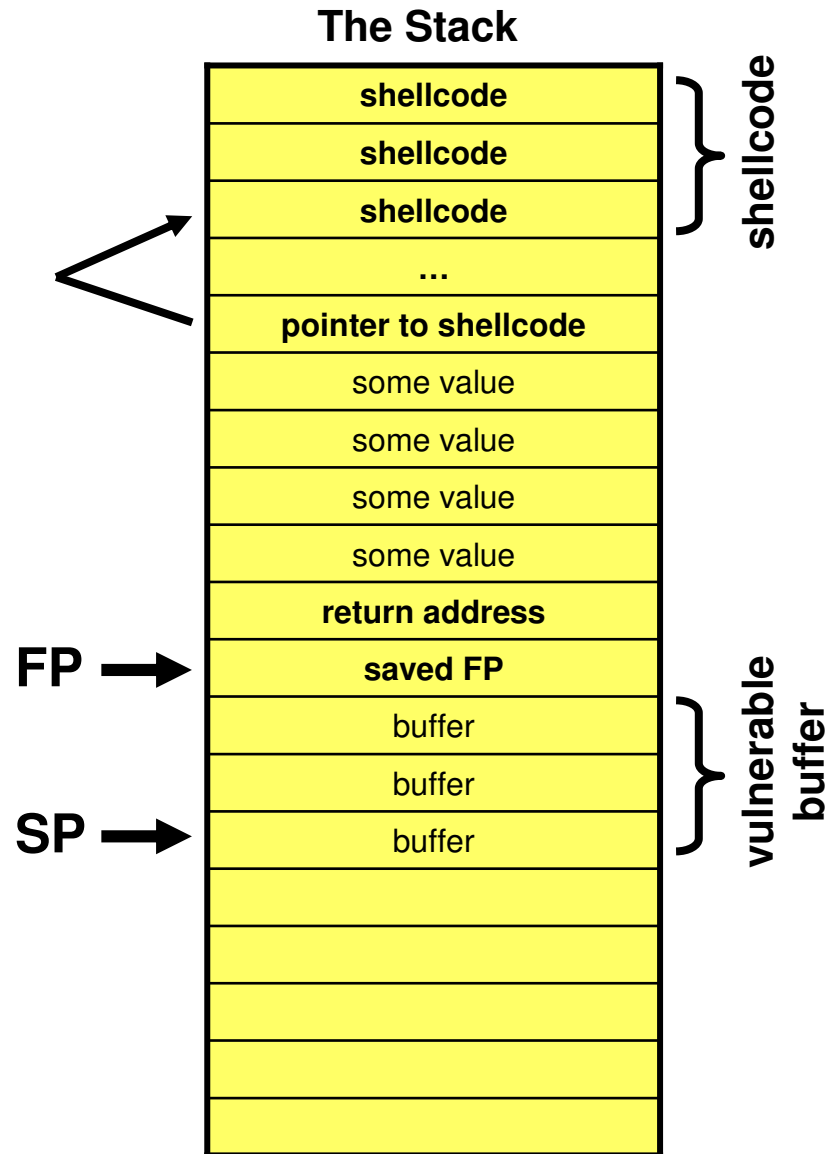 The Stack
shellcode
shellcode
shellcode
shellcode
…
pointer to shellcode
some value
some value
some value
some value
return address
FP
saved FP
buffer
buffer
SP
buffer
vulnerable
buffer